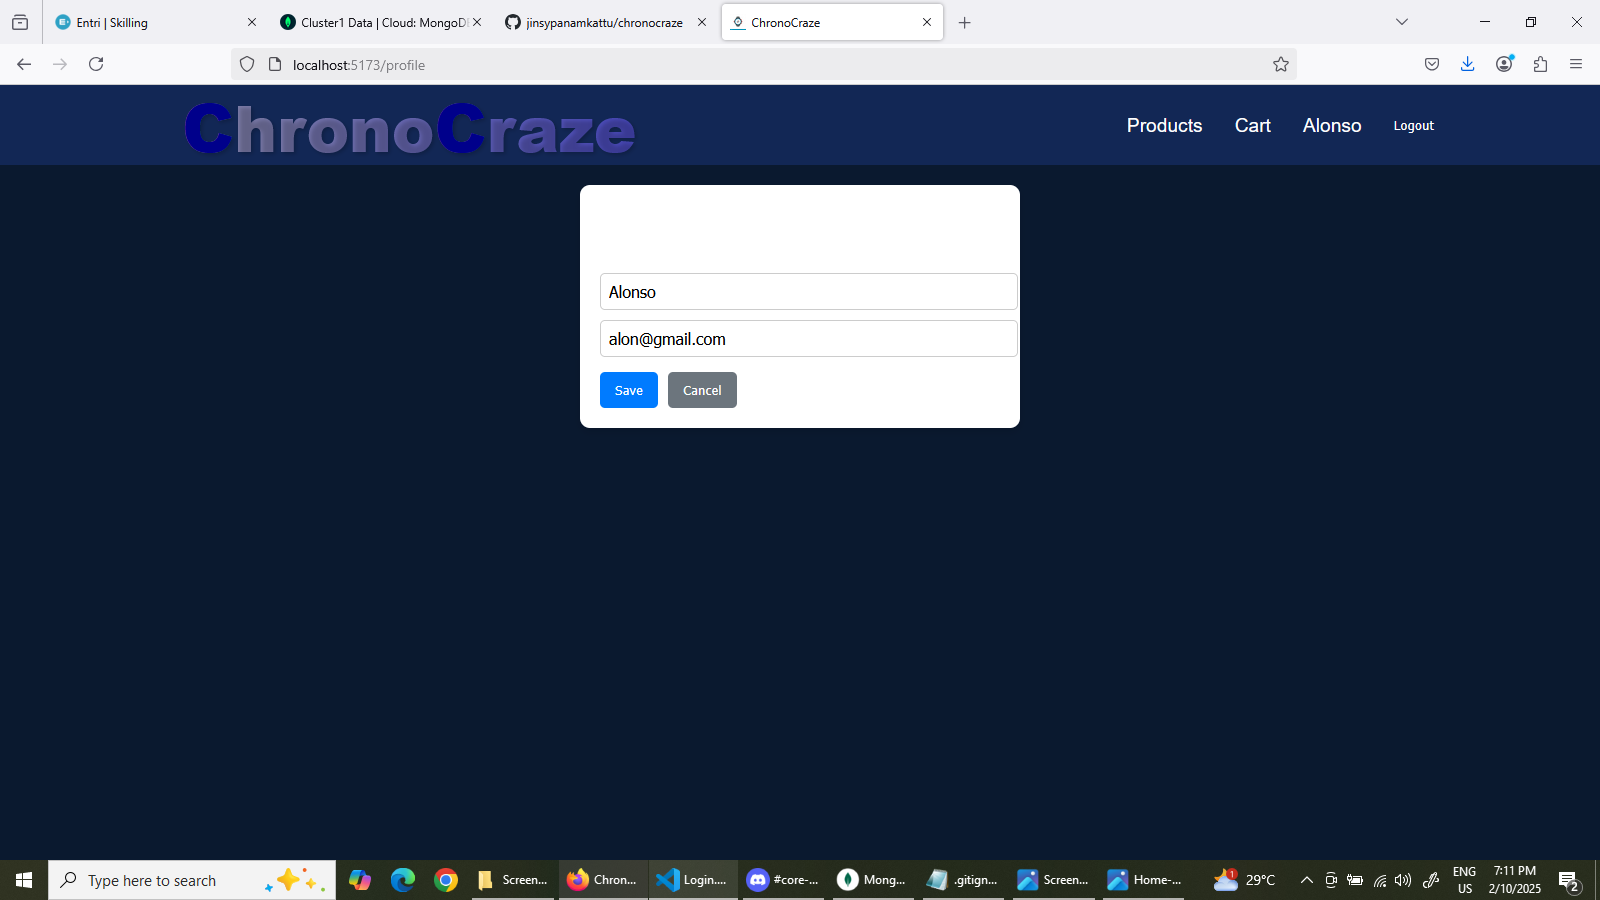 Entri | Skilling
Cluster1 Data | Cloud: MongoDB
jinsypanamkattu/chronocraze
ChronoCraze
localhost:5173/profile
ChronoCraze
Products
Cart
Alonso
Logout
Alonso
alon@gmail.com
Save
Cancel
Type here to search
Screen...
Chron...
Login....
#core-...
Mong...
.gitign...
Screen...
Home-...
1
29°C
ENG
US
7:11 PM
2/10/2025
2